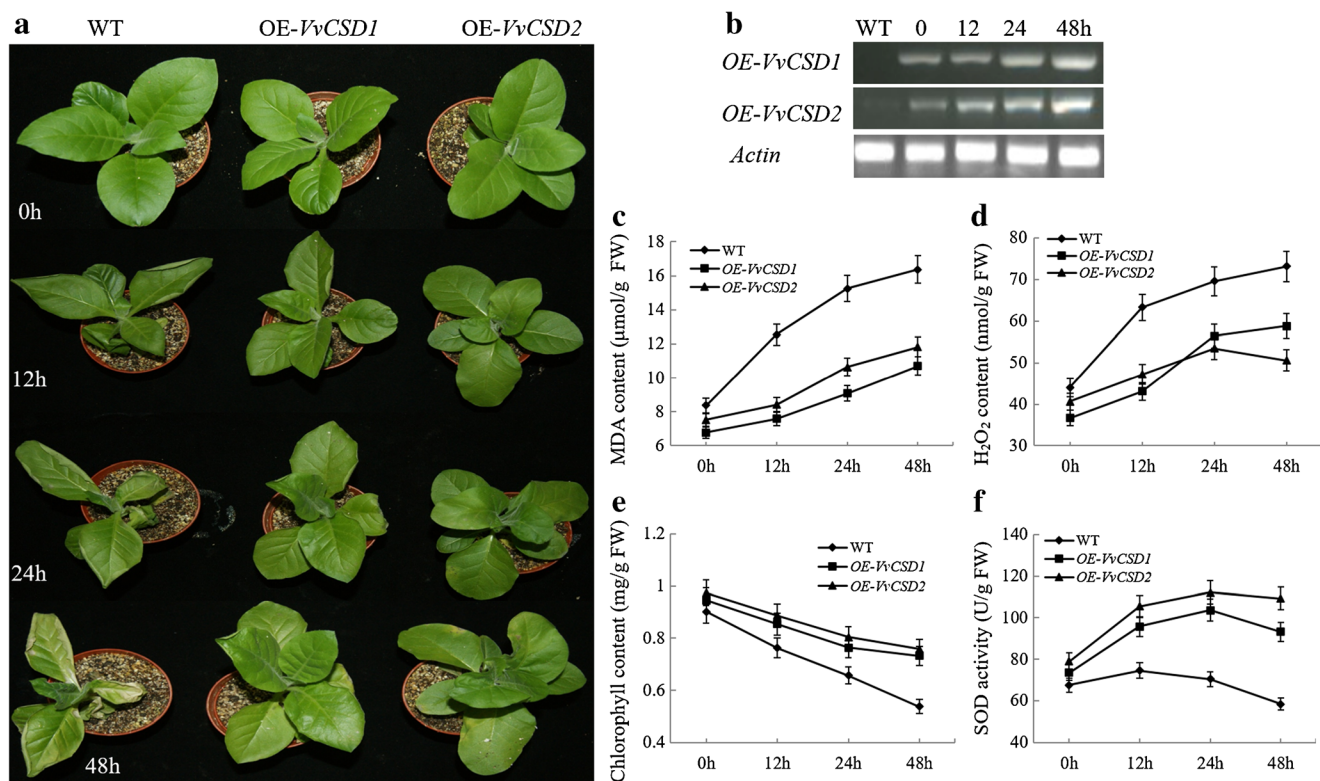 a
WT
OE-VvCSD1
OE-VvCSD2
0h
12h
24h
48h
b
WT 0 12 24 48h
OE-VvCSD1
OE-VvCSD2
Actin
c
MDA content (µmol/g FW)
18
16
14
12
10
8
6
WT
OE-VvCSD1
OE-VvCSD2
0h 12h 24h 48h
d
H₂O₂ content (nmol/g FW)
80
70
60
50
40
30
WT
OE-VvCSD1
OE-VvCSD2
0h 12h 24h 48h
e
Chlorophyll content (mg/g FW)
1.2
1
0.8
0.6
0.4
WT
OE-VvCSD1
OE-VvCSD2
0h 12h 24h 48h
f
SOD activity (U/g FW)
140
120
100
80
60
40
WT
OE-VvCSD1
OE-VvCSD2
0h 12h 24h 48h